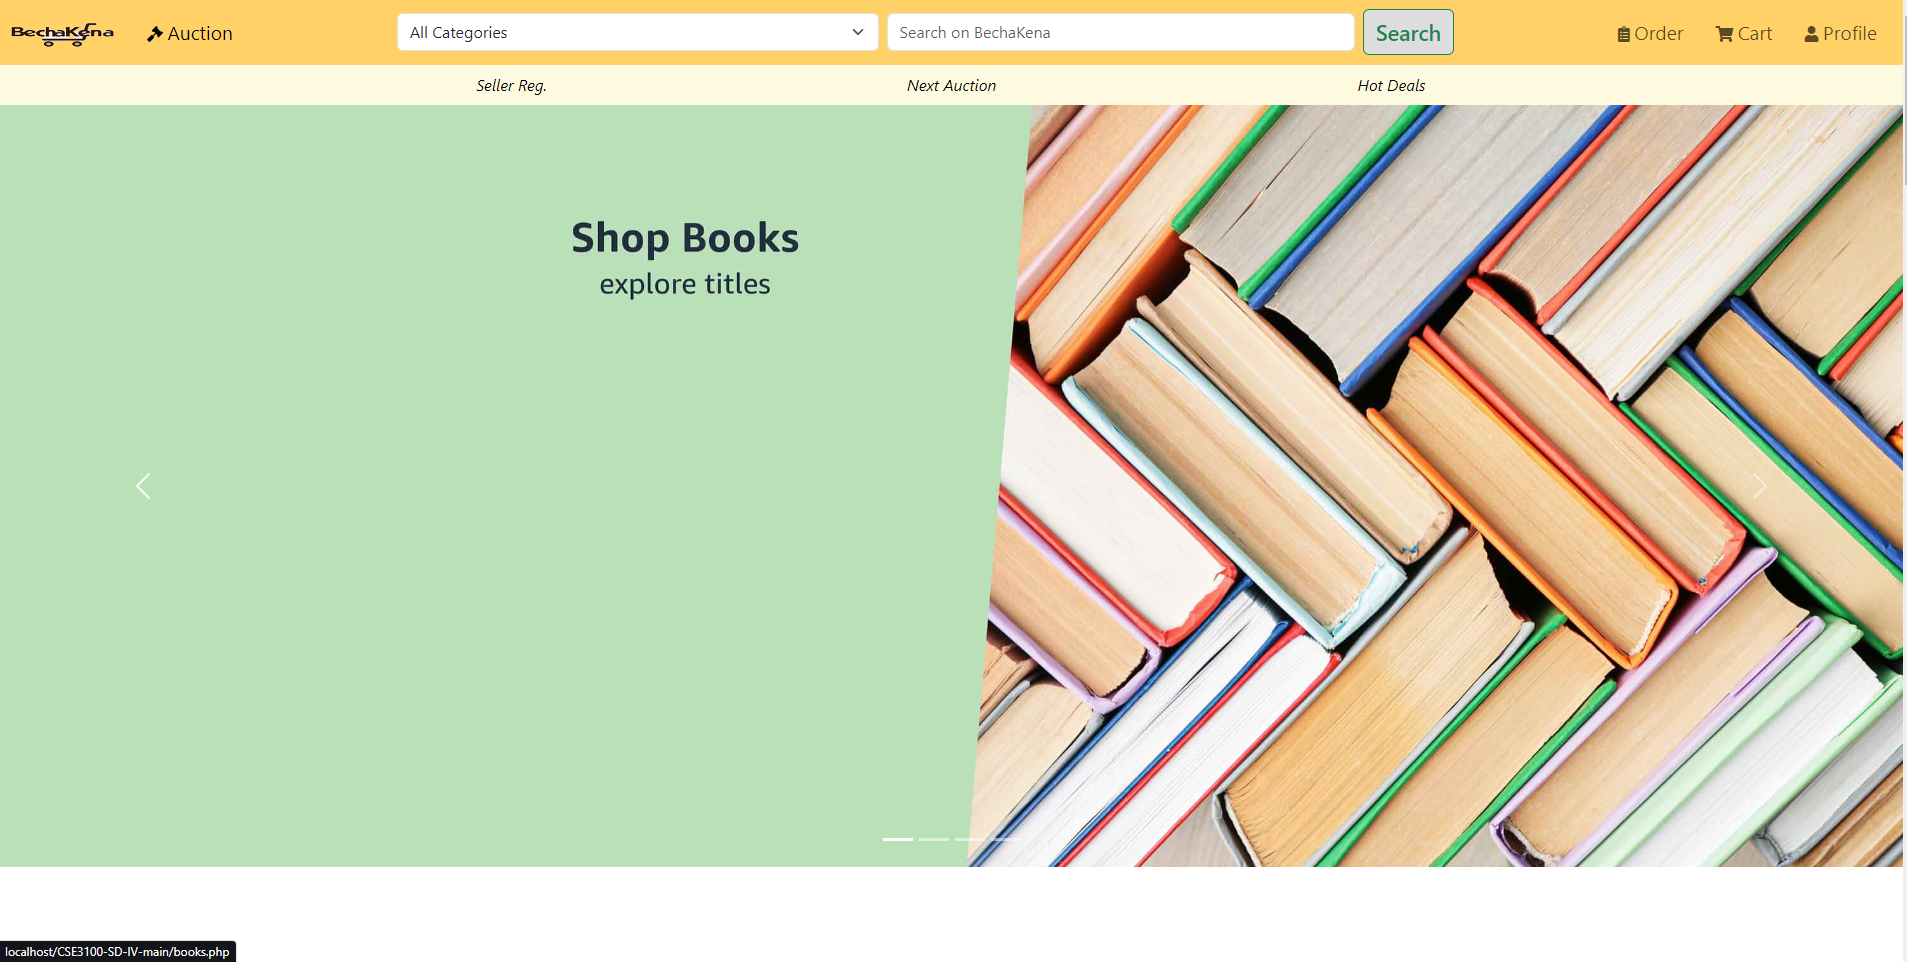 BechaKena
Auction
All Categories
Search on BechaKena
Search
Order
Cart
Profile
Seller Reg.
Next Auction
Hot Deals
Shop Books
explore titles
localhost/CSE3100-SD-IV-main/books.php